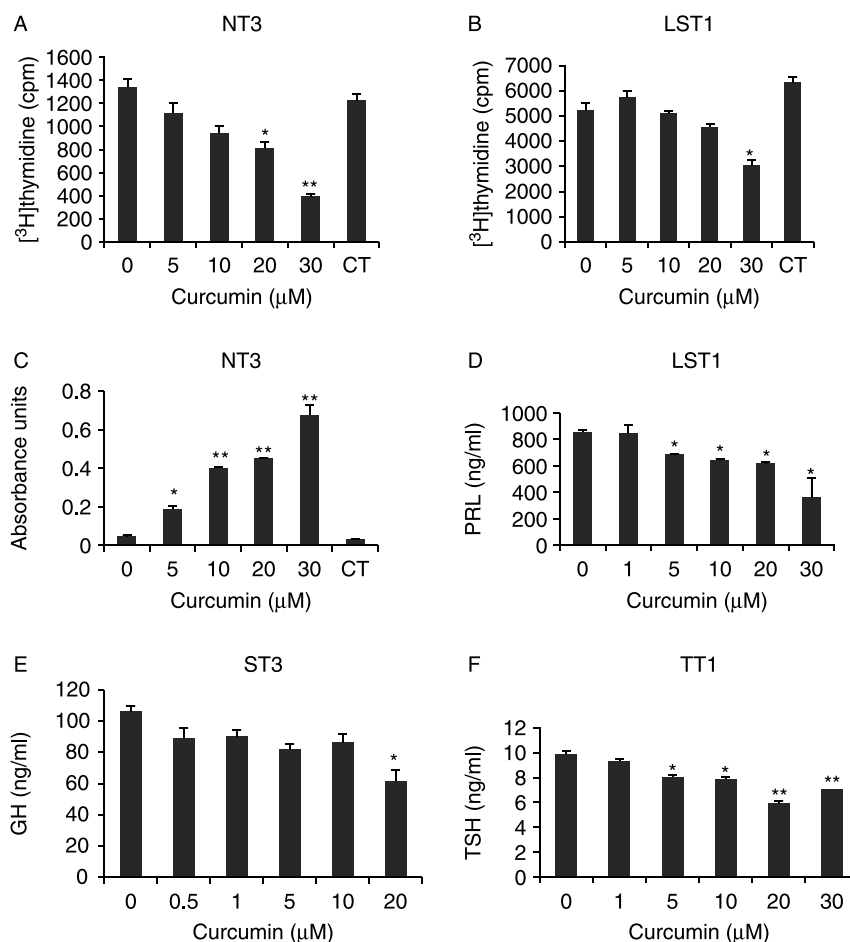 A NT3
[³H]thymidine (cpm)
1600
1400
1200
1000
800
600
400
200
0
*
**
0 5 10 20 30 CT
Curcumin (μM)
B LST1
[³H]thymidine (cpm)
7000
6000
5000
4000
3000
2000
1000
0
*
0 5 10 20 30 CT
Curcumin (μM)
C NT3
Absorbance units
0.8
0.6
0.4
0.2
0
*
**
**
**
0 5 10 20 30 CT
Curcumin (μM)
D LST1
PRL (ng/ml)
1000
800
600
400
200
0
*
*
*
*
0 1 5 10 20 30
Curcumin (μM)
E ST3
GH (ng/ml)
120
100
80
60
40
20
0
*
0 0.5 1 5 10 20
Curcumin (μM)
F TT1
TSH (ng/ml)
12
10
8
6
4
2
0
*
*
**
**
0 1 5 10 20 30
Curcumin (μM)